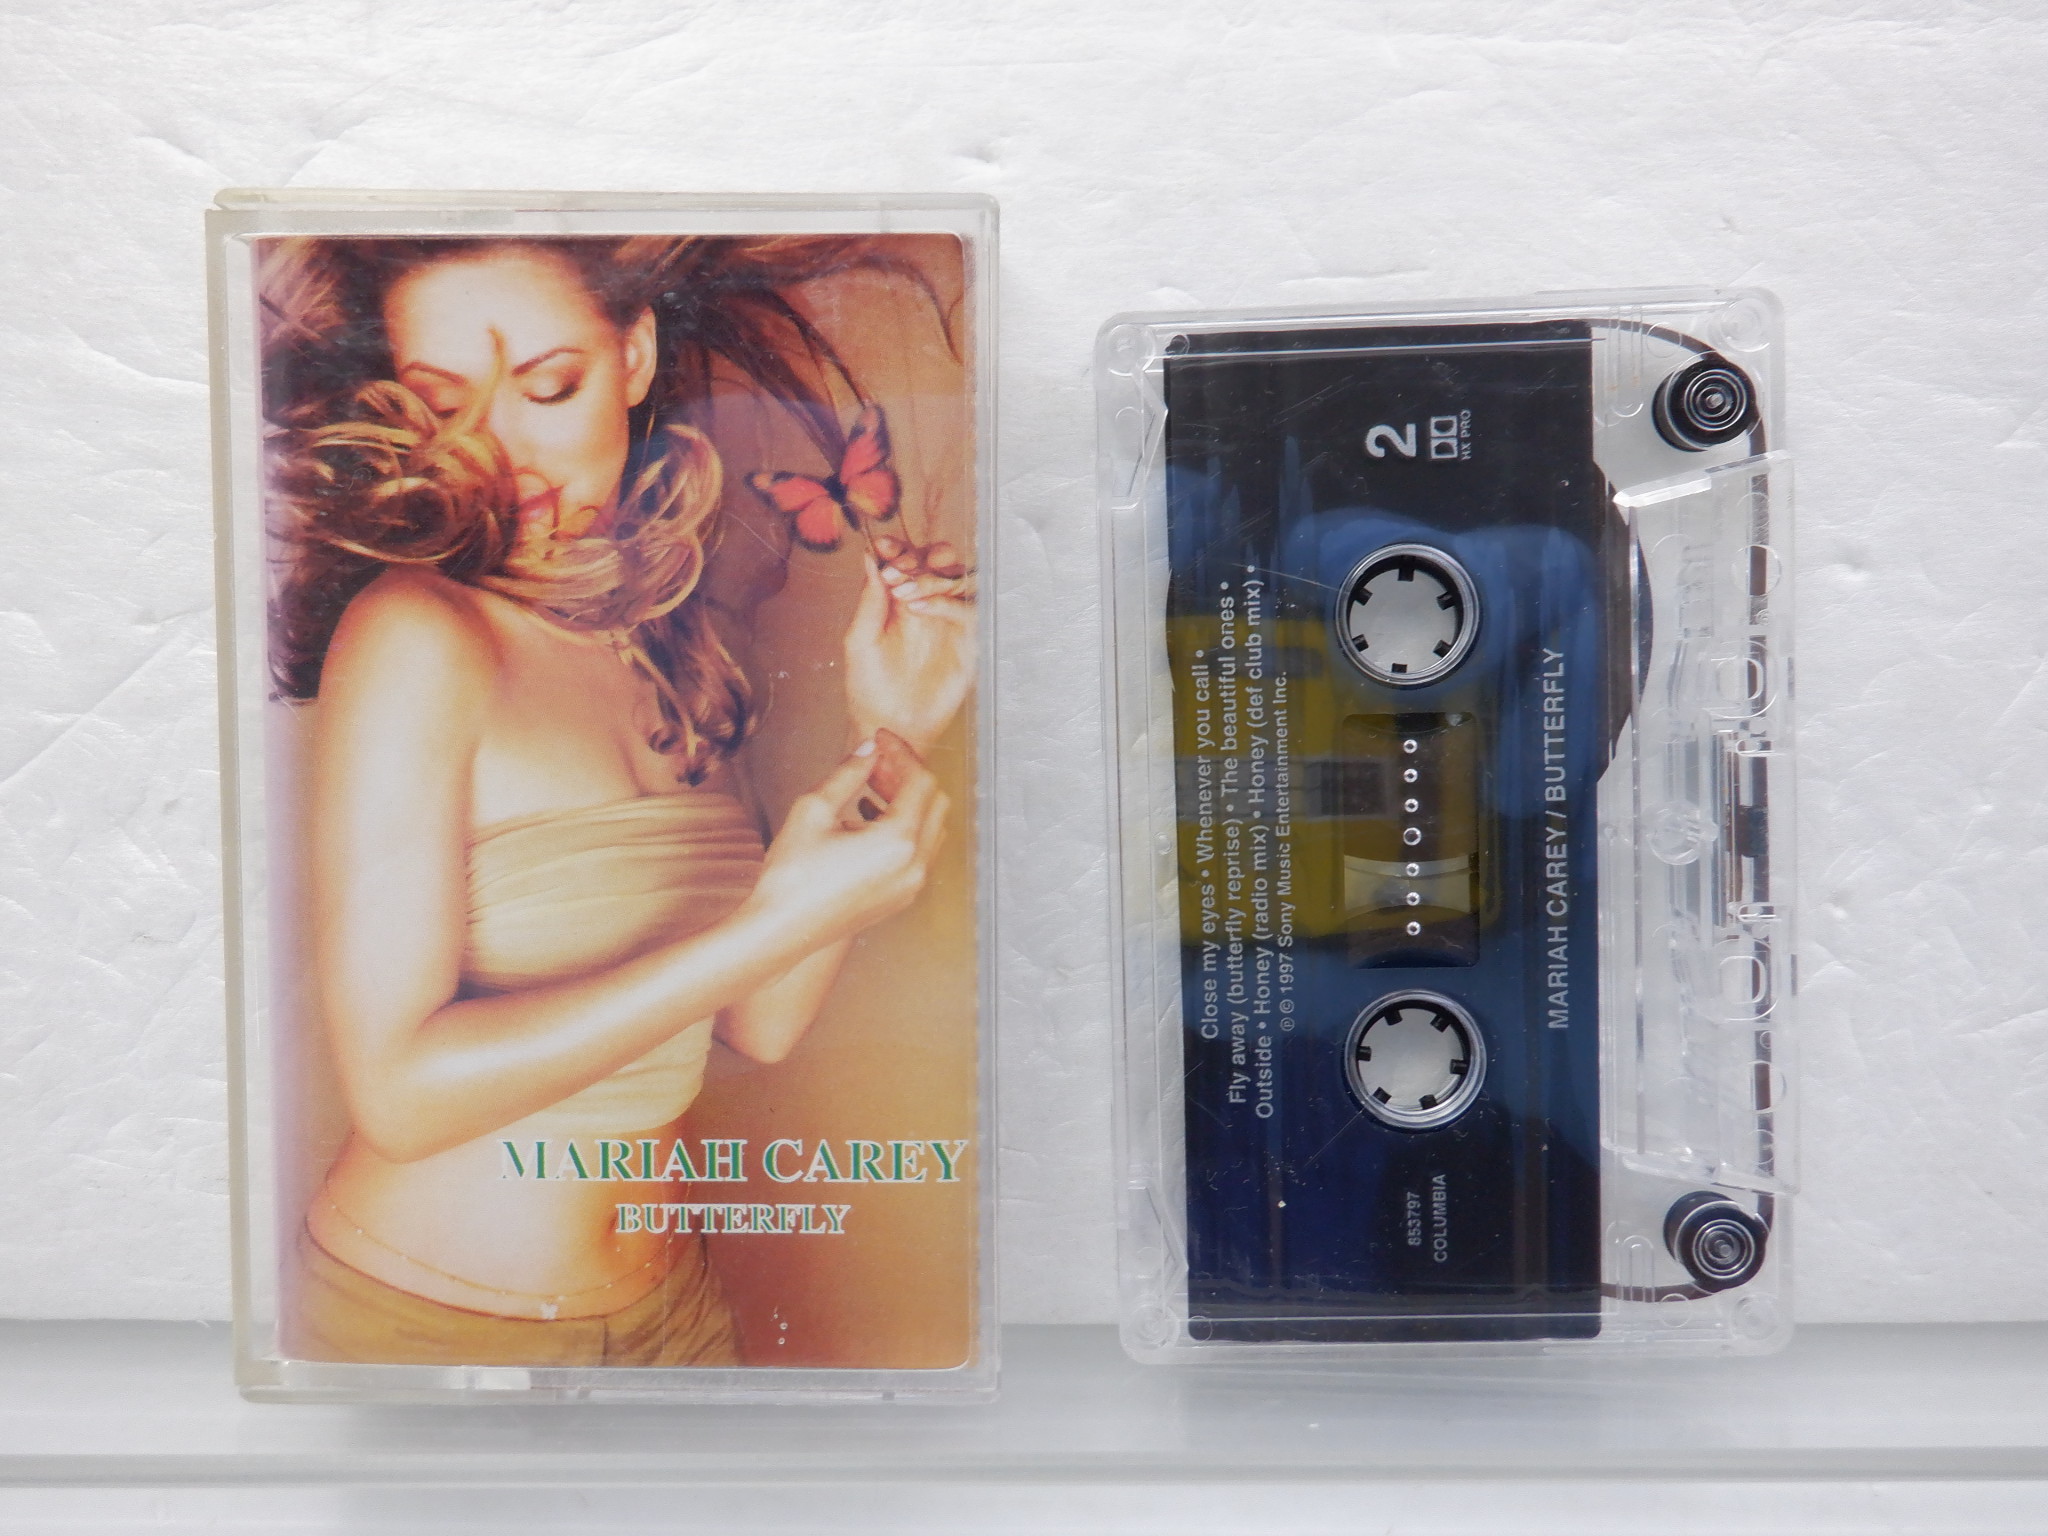 MARIAH CAREY
BUTTERFLY
2
HX PRO
Close my eyes • Whenever you call •
Fly away (butterfly reprise) • The beautiful ones •
Outside • Honey (radio mix) • Honey (def club mix) •
℗ © 1997 Sony Music Entertainment Inc.
853797
COLUMBIA
MARIAH CAREY / BUTTERFLY